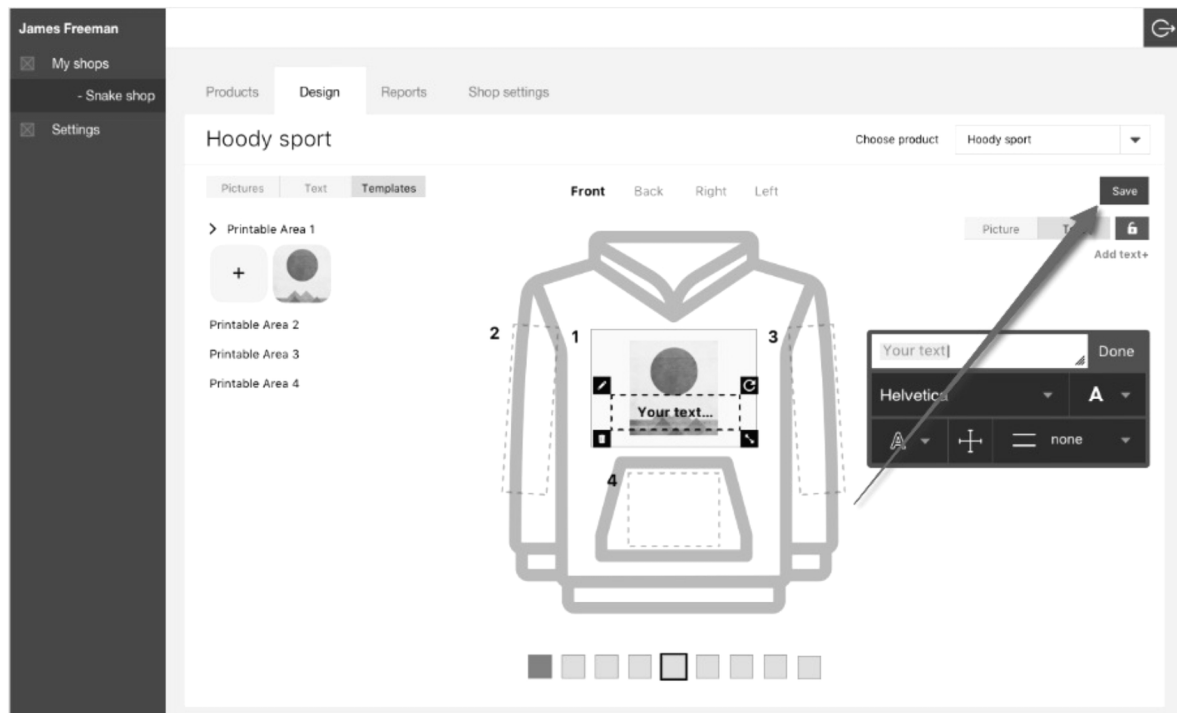 James Freeman
My shops
- Snake shop
Settings
Products Design Reports Shop settings
Hoody sport
Choose product Hoody sport
Pictures Text Templates
Front Back Right Left
Save
Printable Area 1
+
Picture
Add text+
Printable Area 2
Printable Area 3
Printable Area 4
2 1 3
Your text...
4
Your text Done
Helvetica A
A none